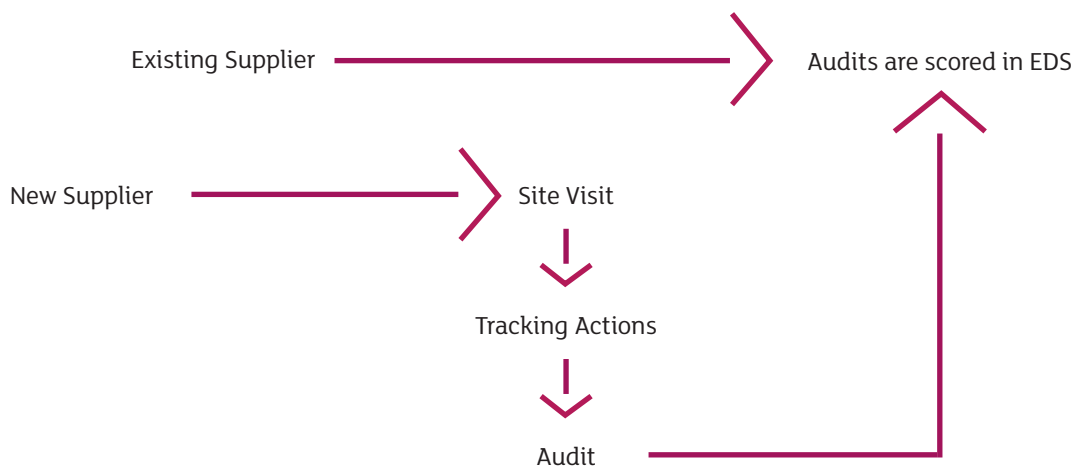 Existing Supplier
Audits are scored in EDS
New Supplier
Site Visit
Tracking Actions
Audit